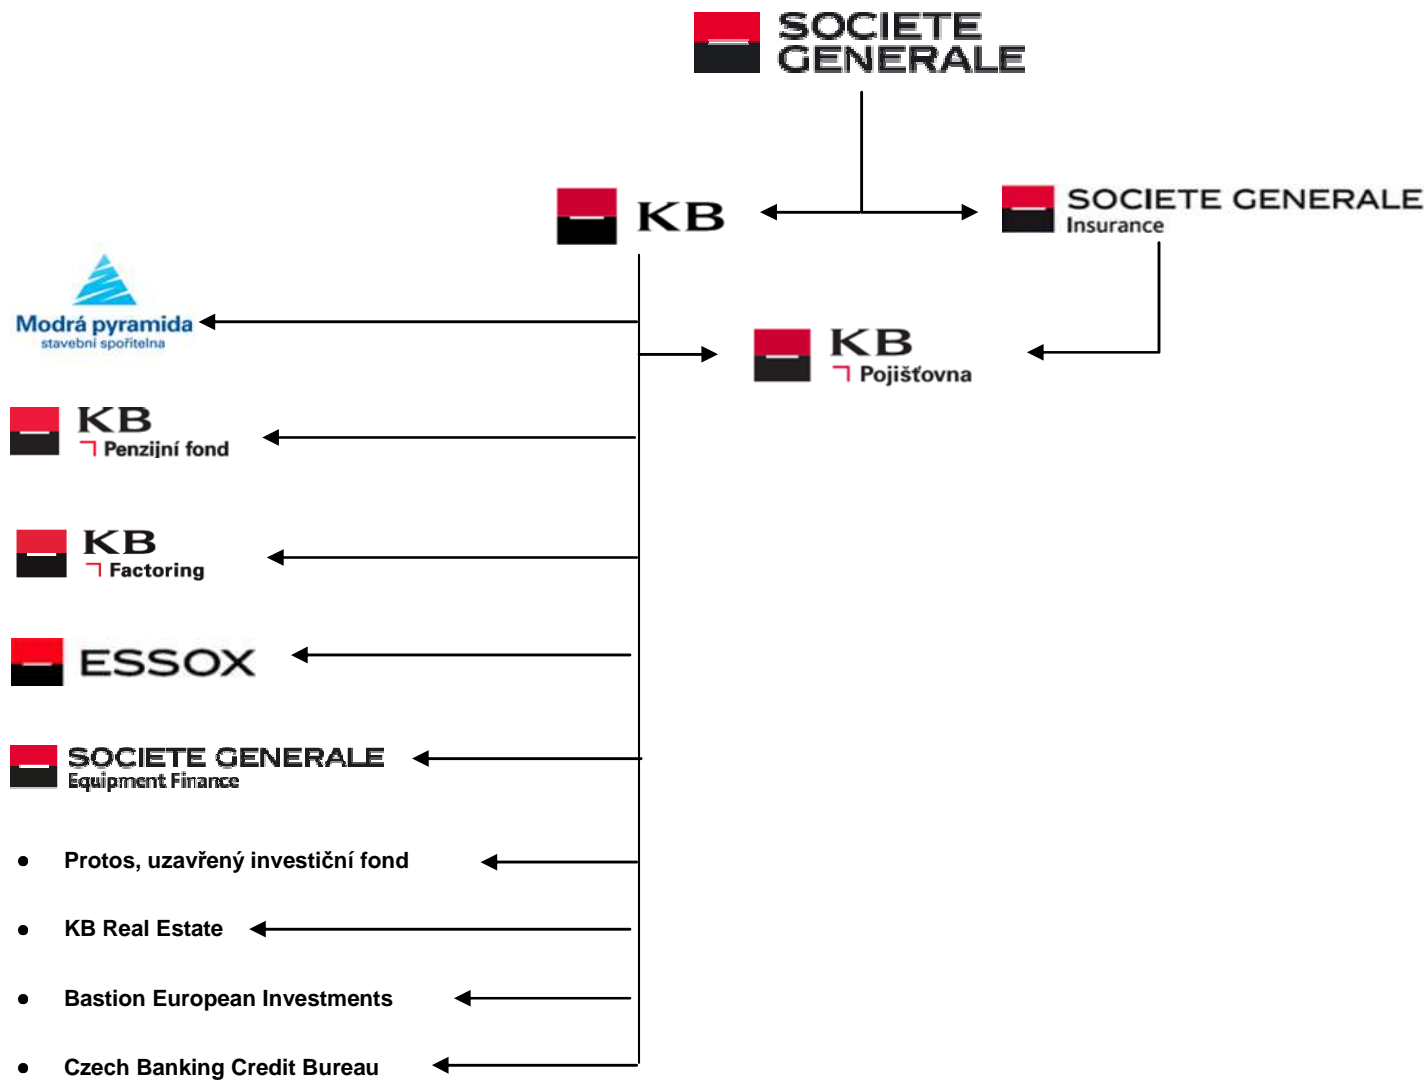 SOCIETE
GENERALE
KB
SOCIETE GENERALE
Insurance
Modrá pyramida
stavební spořitelna
KB
Pojišťovna
KB
Penzijní fond
KB
Factoring
ESSOX
SOCIETE GENERALE
Equipment Finance
• Protos, uzavřený investiční fond
• KB Real Estate
• Bastion European Investments
• Czech Banking Credit Bureau